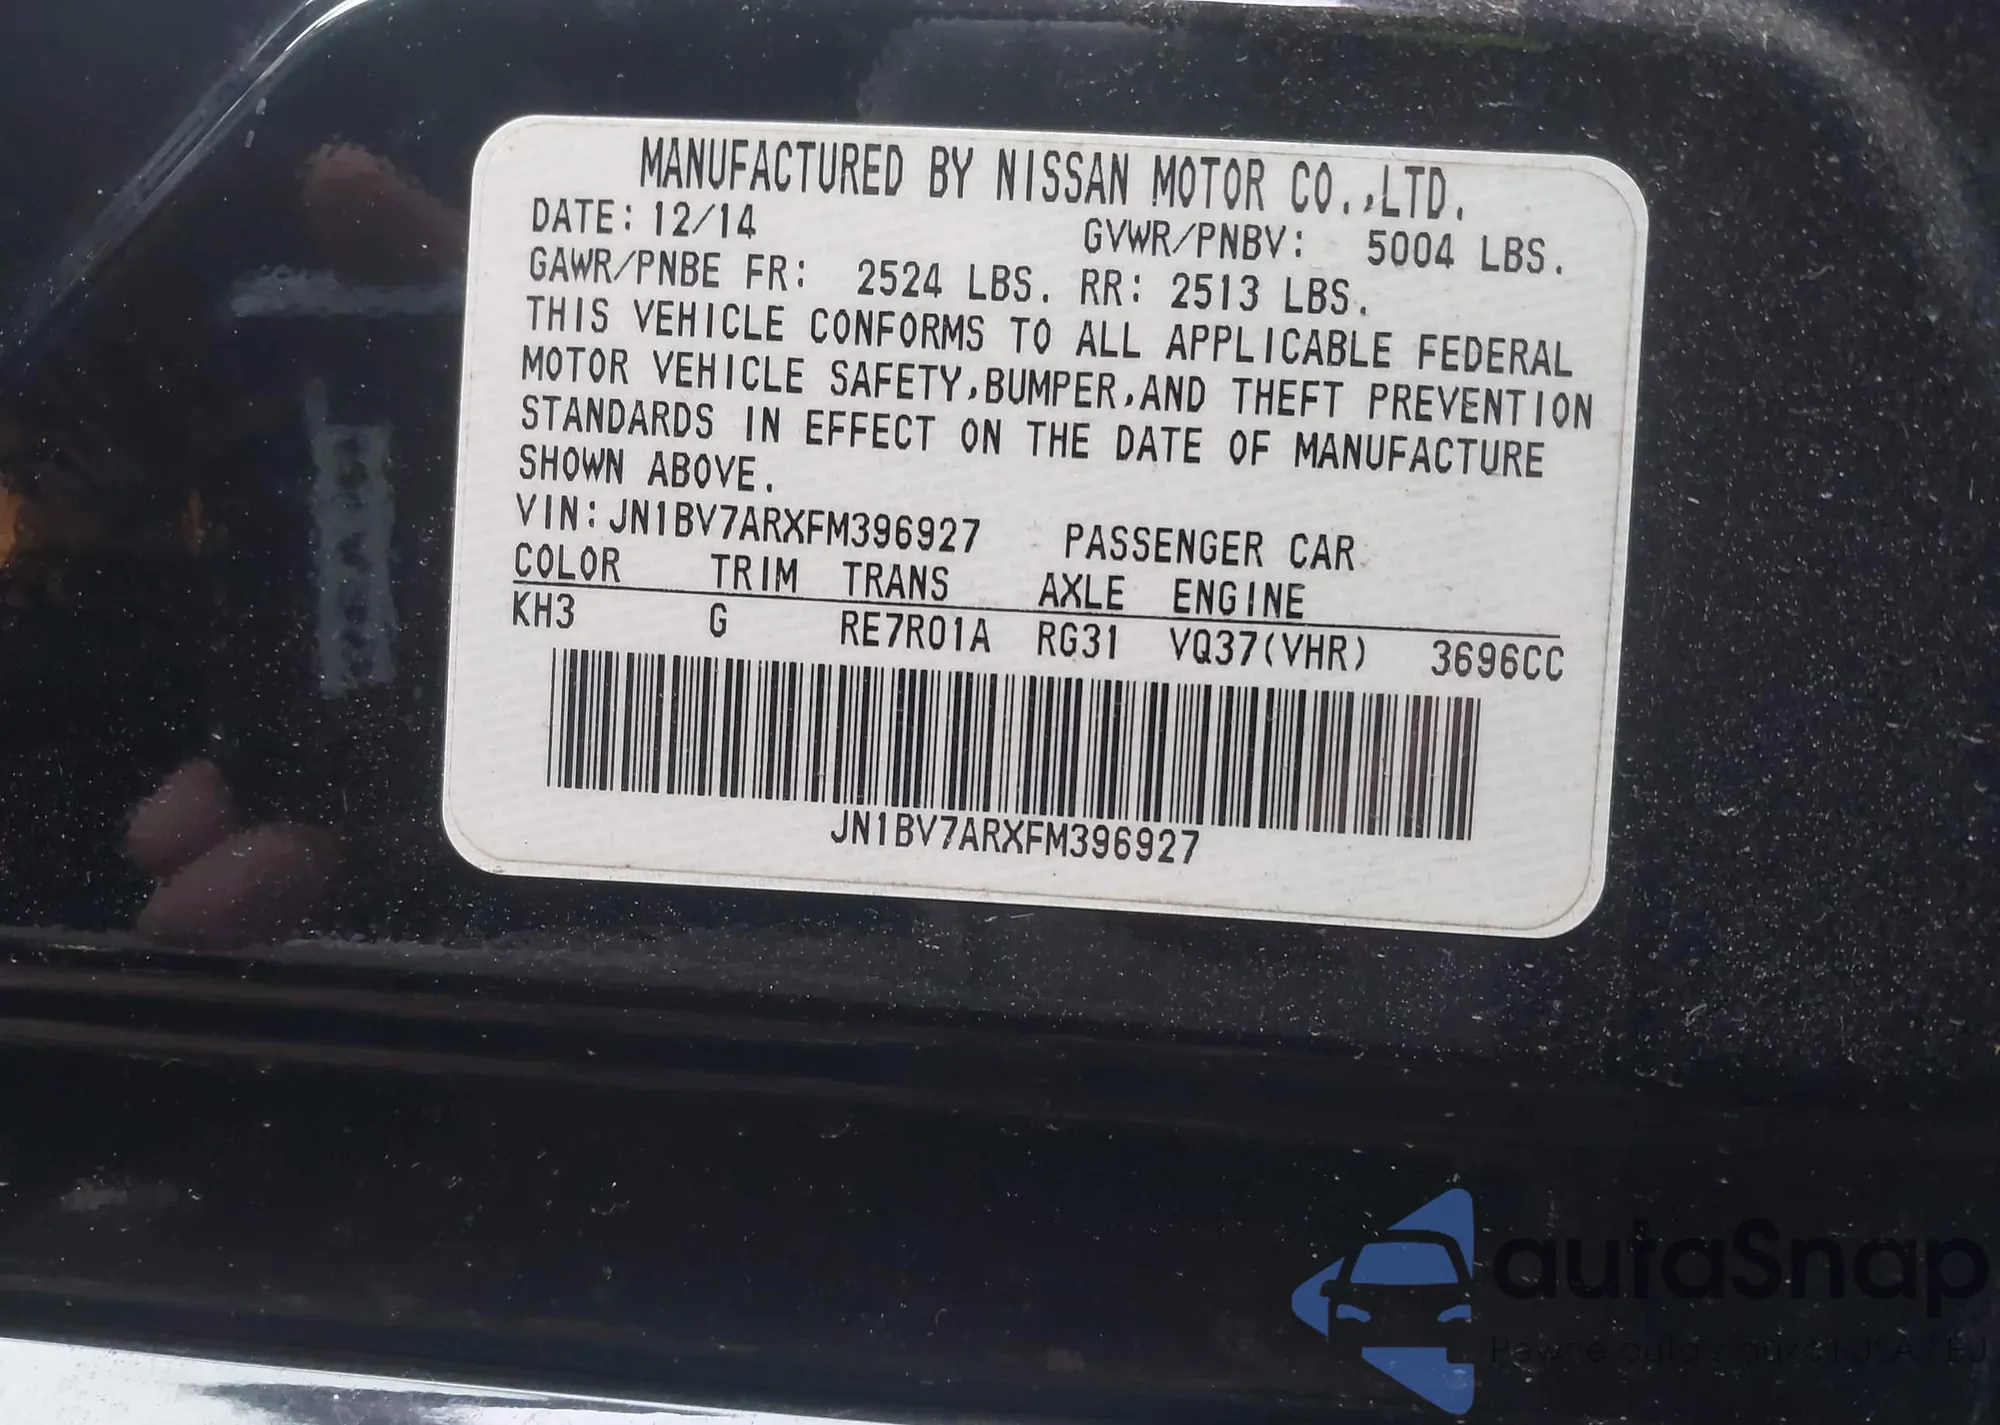 MANUFACTURED BY NISSAN MOTOR CO.,LTD.
DATE: 12/14 GVWR/PNBV: 5004 LBS.
GAWR/PNBE FR: 2524 LBS. RR: 2513 LBS.
THIS VEHICLE CONFORMS TO ALL APPLICABLE FEDERAL
MOTOR VEHICLE SAFETY,BUMPER,AND THEFT PREVENTION
STANDARDS IN EFFECT ON THE DATE OF MANUFACTURE
SHOWN ABOVE.
VIN: JN1BV7ARXFM396927 PASSENGER CAR
COLOR TRIM TRANS AXLE ENGINE
KH3 G RE7R01A RG31 VQ37(VHR) 3696CC
JN1BV7ARXFM396927
autaSnap
Pewne auta z